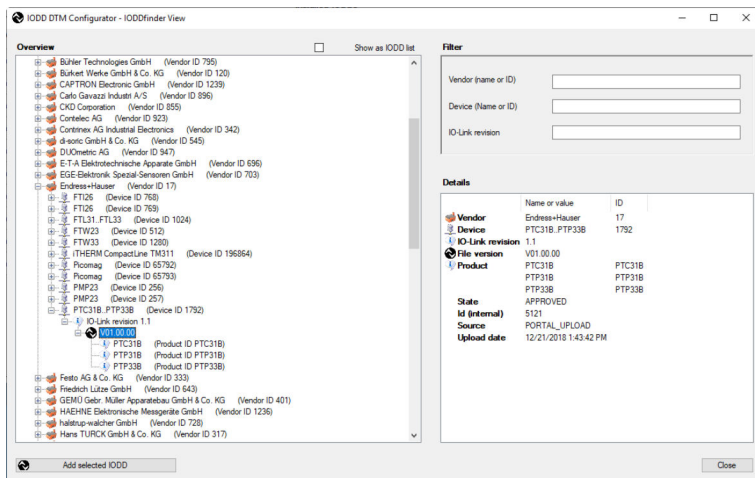 IODD DTM Configurator - IODDfinder View
Overview
Show as IODD list
Bühler Technologies GmbH (Vendor ID 795)
Bürkert Werke GmbH & Co. KG (Vendor ID 120)
CAPTRON Electronic GmbH (Vendor ID 1239)
Carlo Gavazzi Industri A/S (Vendor ID 896)
CKD Corporation (Vendor ID 855)
Contelec AG (Vendor ID 923)
Contrinex AG Industrial Electronics (Vendor ID 342)
di-soric GmbH & Co. KG (Vendor ID 545)
DUOmetric AG (Vendor ID 947)
E-T-A Elektrotechnische Apparate GmbH (Vendor ID 696)
EGE-Elektronik Spezial-Sensoren GmbH (Vendor ID 703)
Endress+Hauser (Vendor ID 17)
FTI26 (Device ID 768)
FTI26 (Device ID 769)
FTL31..FTL33 (Device ID 1024)
FTW23 (Device ID 512)
FTW33 (Device ID 1280)
iTHERM CompactLine TM311 (Device ID 196864)
Picomag (Device ID 65792)
Picomag (Device ID 65793)
PMP23 (Device ID 256)
PMP23 (Device ID 257)
PTC31B..PTP33B (Device ID 1792)
IO-Link revision 1.1
V01.00.00
PTC31B (Product ID PTC31B)
PTP31B (Product ID PTP31B)
PTP33B (Product ID PTP33B)
Festo AG & Co. KG (Vendor ID 333)
Friedrich Lütze GmbH (Vendor ID 643)
GEMÜ Gebr. Müller Apparatebau GmbH & Co. KG (Vendor ID 401)
HAEHNE Elektronische Messgeräte GmbH (Vendor ID 1236)
halstrup-walcher GmbH (Vendor ID 728)
Hans TURCK GmbH & Co. KG (Vendor ID 317)
Add selected IODD
Filter
Vendor (name or ID)
Device (Name or ID)
IO-Link revision
Details
Name or value ID
Vendor Endress+Hauser 17
Device PTC31B..PTP33B 1792
IO-Link revision 1.1
File version V01.00.00
Product PTC31B PTC31B
PTP31B PTP31B
PTP33B PTP33B
State APPROVED
Id (internal) 5121
Source PORTAL_UPLOAD
Upload date 12/21/2018 1:43:42 PM
Close